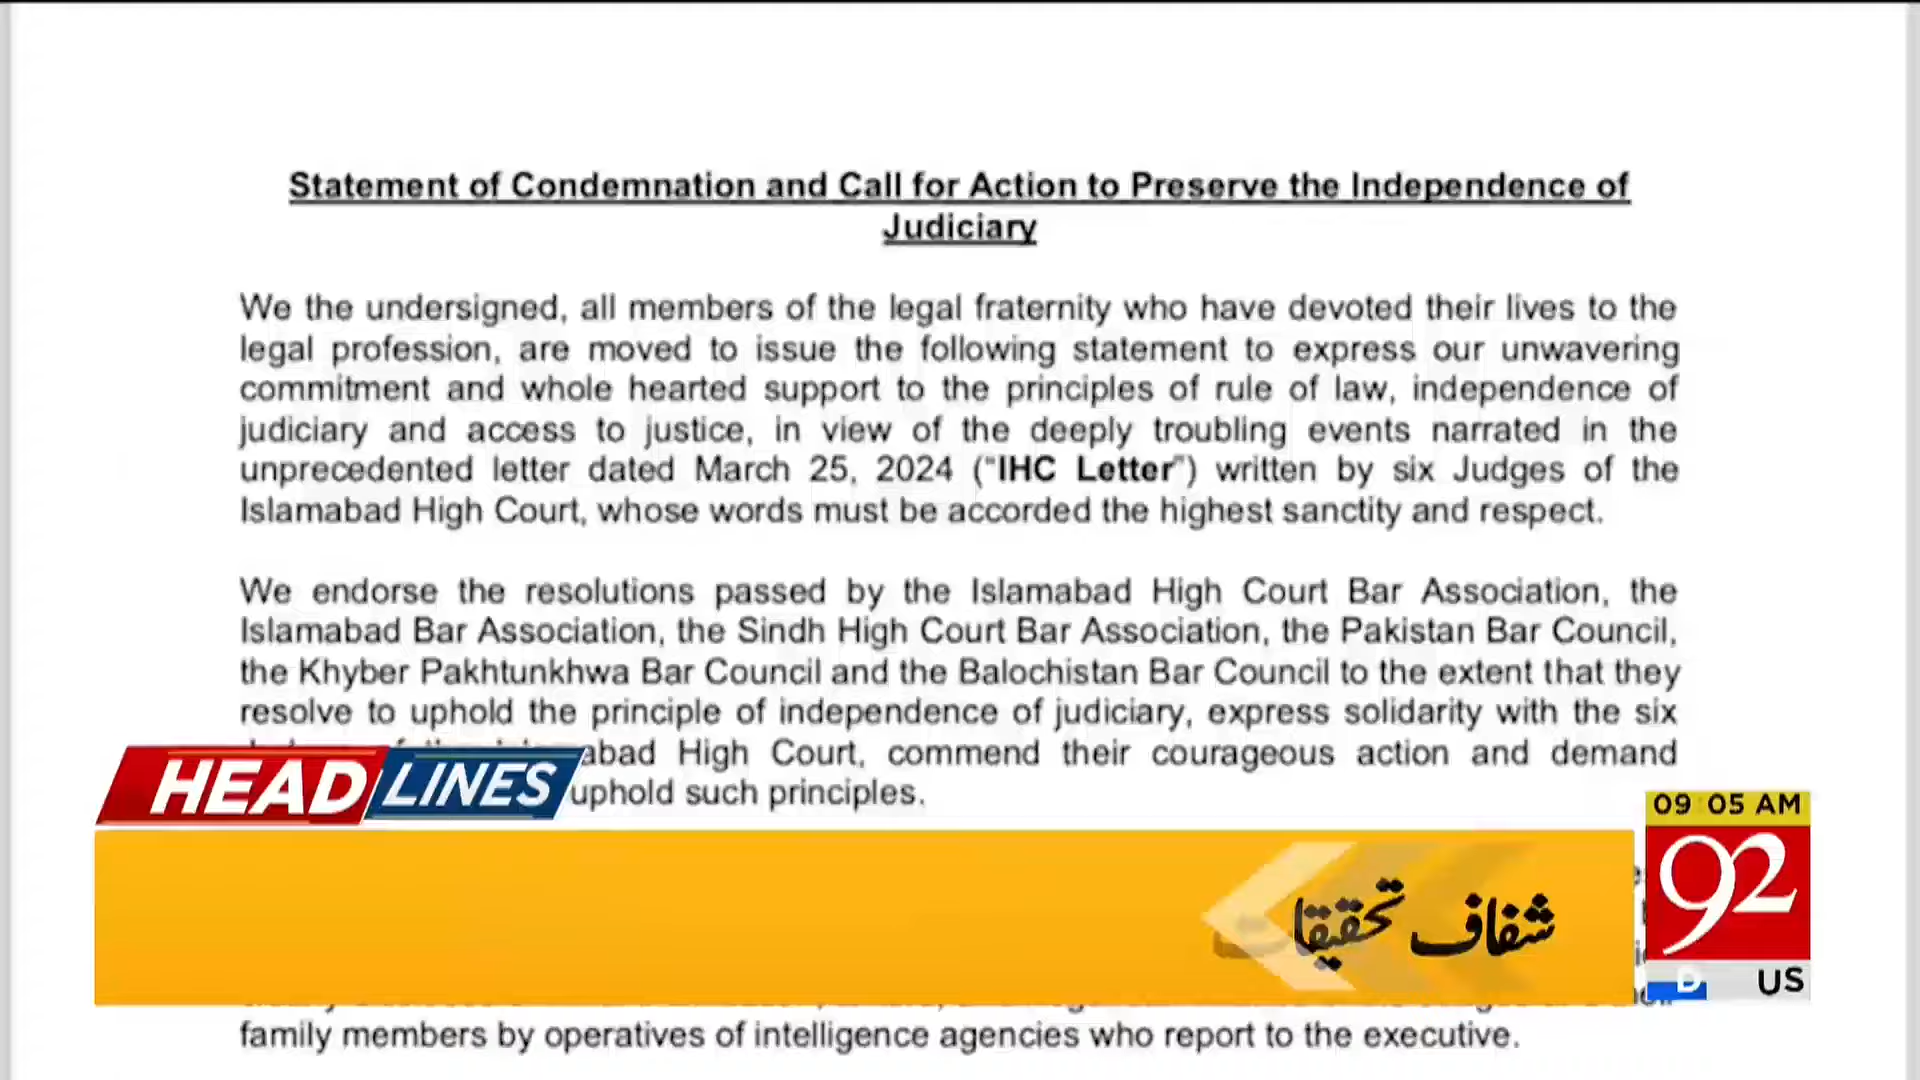 Statement of Condemnation and Call for Action to Preserve the Independence of
Judiciary
We the undersigned, all members of the legal fraternity who have devoted their lives to the
legal profession, are moved to issue the following statement to express our unwavering
commitment and whole hearted support to the principles of rule of law, independence of
judiciary and access to justice, in view of the deeply troubling events narrated in the
unprecedented letter dated March 25, 2024 ("IHC Letter") written by six Judges of the
Islamabad High Court, whose words must be accorded the highest sanctity and respect.
We endorse the resolutions passed by the Islamabad High Court Bar Association, the
Islamabad Bar Association, the Sindh High Court Bar Association, the Pakistan Bar Council,
the Khyber Pakhtunkhwa Bar Council and the Balochistan Bar Council to the extent that they
resolve to uphold the principle of independence of judiciary, express solidarity with the six
abad High Court, commend their courageous action and demand
uphold such principles.
HEADLINES
09:05 AM
92
شفاف تحقیقات
D US
family members by operatives of intelligence agencies who report to the executive.